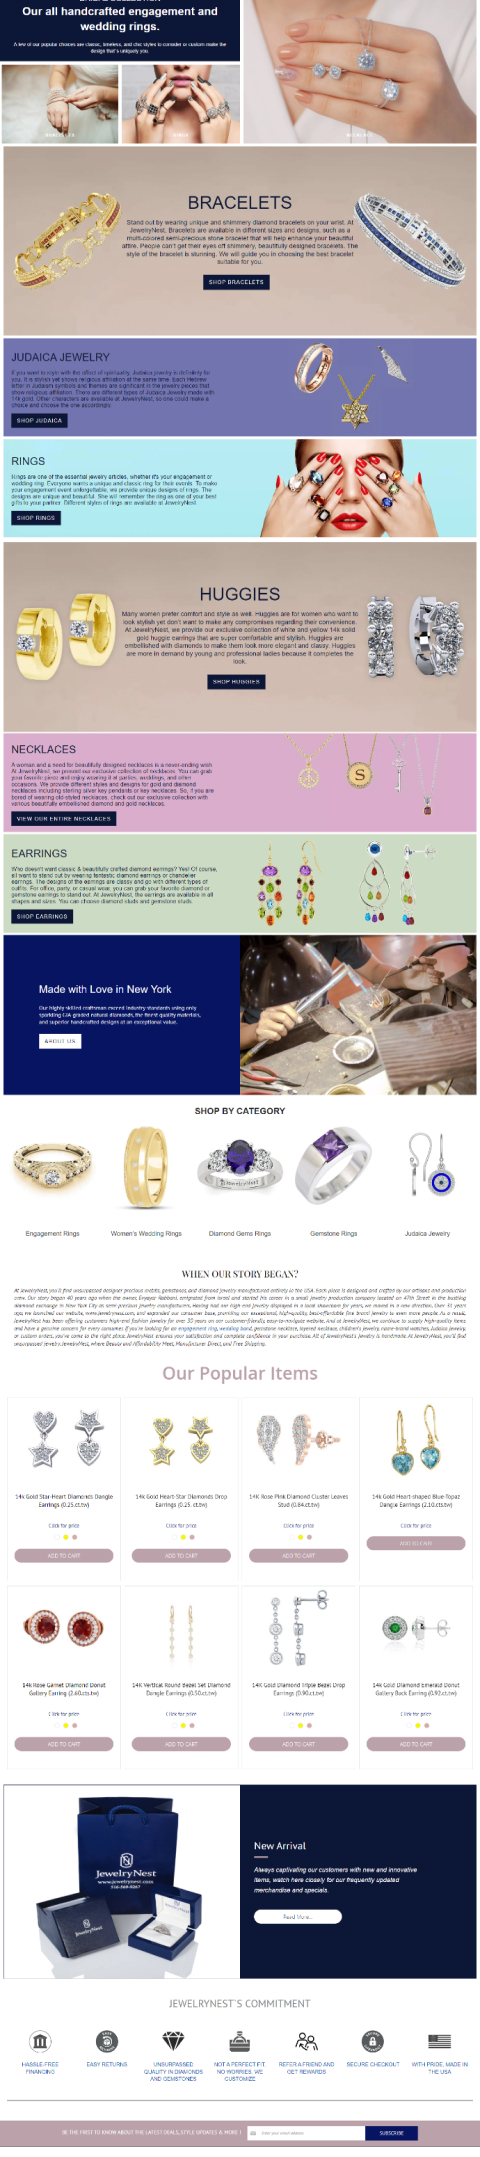 Our all handcrafted engagement and
wedding rings.
A few of our popular choices are classic, timeless, and chic styles to consider or custom make the
design that's uniquely you.
BRACELETS
Stand out by wearing unique and shimmery diamond bracelets on your wrist. At
JewelryNest, Bracelets are available in different sizes and designs, such as a
multi-colored semi-precious stone bracelet that will help enhance your beautiful
attire. People can't get their eyes off shimmery, beautifully designed bracelets. The
style of the bracelet is stunning. We will guide you in choosing the best bracelet
suitable for you.
SHOP BRACELETS
JUDAICA JEWELRY
If you want to style with the effect of spirituality, Judaica jewelry is definitely for
you. It is stylish yet shows religious affiliation at the same time. Each Hebrew
letter in Judaism symbols and themes are significant in the jewelry pieces that
show religious affiliation. There are different types of Judaica Jewelry made with
14k gold. Other characters are available at JewelryNest, so one could make a
choice and choose the one accordingly.
SHOP JUDAICA
RINGS
Rings are one of the essential jewelry articles, whether it's your engagement or
wedding ring. Everyone wants a unique and classic ring for their events. To make
your engagement event unforgettable, we provide unique designs of rings. The
designs are unique and beautiful. She will remember the ring as one of your best
gifts to your partner. Different styles of rings are available at JewelryNest.
SHOP RINGS
HUGGIES
Many women prefer comfort and style as well. Huggies are for women who want to
look stylish yet don't want to make any compromises regarding their convenience.
At JewelryNest, we provide our exclusive collection of white and yellow 14k solid
gold huggie earrings that are super comfortable and stylish. Huggies are
embellished with diamonds to make them look more elegant and classy. Huggies
are more in demand by young and professional ladies because it completes the
look.
SHOP HUGGIES
NECKLACES
A woman and a need for beautifully designed necklaces is a never-ending wish.
At JewelryNest, we present our exclusive collection of necklaces. You can grab
your favorite piece and enjoy wearing it at parties, weddings, and other
occasions. We provide different styles and designs for gold and diamond
necklaces including sterling silver key pendants or key necklaces. So, if you are
bored of wearing old-styled necklaces, check out our exclusive collection with
various beautifully embellished diamond and gold necklaces.
VIEW OUR ENTIRE NECKLACES
S
EARRINGS
Who doesn't want classic & beautifully crafted diamond earrings? Yes! Of course,
all want to stand out by wearing fantastic diamond earrings or chandelier
earrings. The designs of the earrings are classy and go with different types of
outfits. For office, party, or casual wear, you can grab your favorite diamond or
gemstone earrings to stand out. At JewelryNest, the earrings are available in all
shapes and sizes. You can choose diamond studs and gemstone studs.
SHOP EARRINGS
Made with Love in New York
Our highly skilled craftsman exceed industry standards using only
sparkling GIA graded natural diamonds, the finest quality materials,
and superior handcrafted designs at an exceptional value.
ABOUT US
SHOP BY CATEGORY
JewelryNest
Engagement Rings
Women's Wedding Rings
Diamond Gems Rings
Gemstone Rings
Judaica Jewelry
WHEN OUR STORY BEGAN?
Our Popular Items
14k Gold Star-Heart Diamonds Dangle
Earrings (0.25ct.tw)
Click for price
ADD TO CART
14k Gold Heart-Star Diamonds Drop
Earrings (0.25. ct.tw)
Click for price
ADD TO CART
14K Rose Pink Diamond Cluster Leaves
Stud (0.84ct.tw)
Click for price
ADD TO CART
14k Gold Heart-shaped Blue-Topaz
Dangle Earrings (2.10.cts.tw)
Click for price
ADD TO CART
14k Rose Garnet Diamond Donut
Gallery Earring (2.60.cts.tw)
Click for price
ADD TO CART
14K Vertical Round Bezel Set Diamond
Dangle Earrings (0.50.ct.tw)
Click for price
ADD TO CART
14K Gold Diamond Triple Bezel Drop
Earrings (0.90.ct.tw)
Click for price
ADD TO CART
14k Gold Diamond Emerald Donut
Gallery Back Earring (0.92.ct.tw)
Click for price
ADD TO CART
JewelryNest
www.jewelrynest.com
516-569-9267
JewelryNest
New Arrival
Always captivating our customers with new and innovative
items, watch here closely for our frequently updated
merchandise and specials.
Read More...
JEWELRYNEST'S COMMITMENT
HASSLE-FREE
FINANCING
EASY RETURNS
UNSURPASSED
QUALITY IN DIAMONDS
AND GEMSTONES
NOT A PERFECT FIT
NO WORRIES. WE
CUSTOMIZE
REFER A FRIEND AND
GET REWARDS
SECURE CHECKOUT
WITH PRIDE, MADE IN
THE USA
BE THE FIRST TO KNOW ABOUT THE LATEST DEALS, STYLE UPDATES & MORE !
Enter your email address
SUBSCRIBE